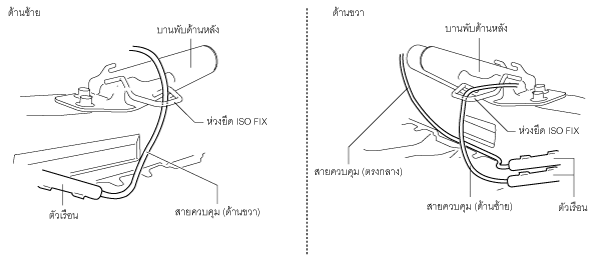 ด้านซ้าย
บานพับด้านหลัง
ห่วงยึด ISO FIX
ตัวเรือน
สายควบคุม (ด้านขวา)
ด้านขวา
บานพับด้านหลัง
ห่วงยึด ISO FIX
สายควบคุม (ตรงกลาง)
สายควบคุม (ด้านซ้าย)
ตัวเรือน